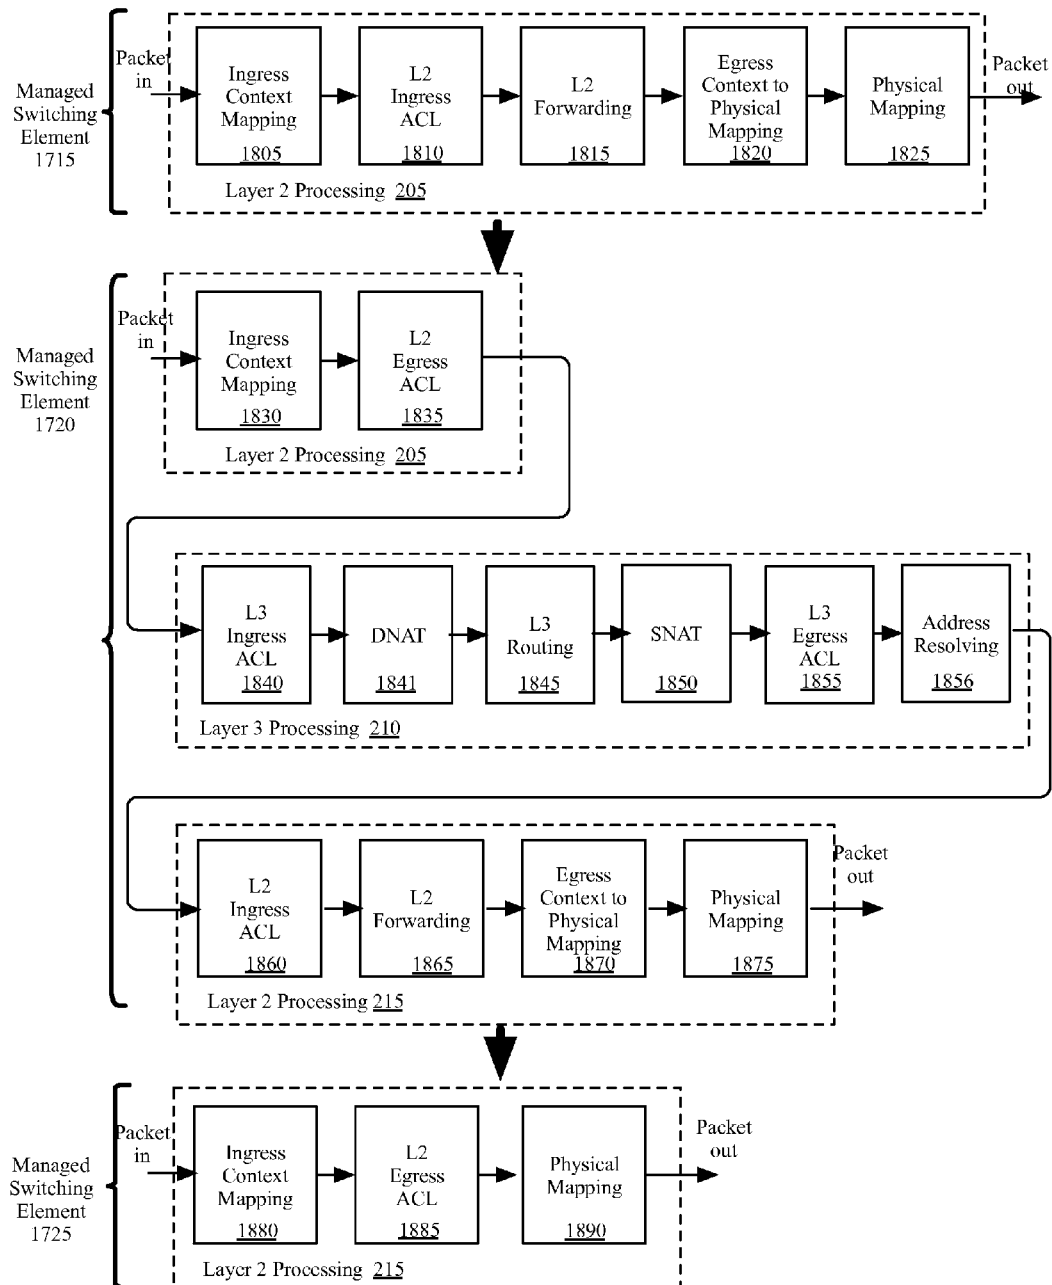 Managed
Switching
Element
1715
Packet
in
Ingress
Context
Mapping
1805
L2
Ingress
ACL
1810
L2
Forwarding
1815
Egress
Context to
Physical
Mapping
1820
Physical
Mapping
1825
Packet
out
Layer 2 Processing 205
Managed
Switching
Element
1720
Packet
in
Ingress
Context
Mapping
1830
L2
Egress
ACL
1835
Layer 2 Processing 205
L3
Ingress
ACL
1840
DNAT
1841
L3
Routing
1845
SNAT
1850
L3
Egress
ACL
1855
Address
Resolving
1856
Layer 3 Processing 210
L2
Ingress
ACL
1860
L2
Forwarding
1865
Egress
Context to
Physical
Mapping
1870
Physical
Mapping
1875
Packet
out
Layer 2 Processing 215
Managed
Switching
Element
1725
Packet
in
Ingress
Context
Mapping
1880
L2
Egress
ACL
1885
Physical
Mapping
1890
Packet
out
Layer 2 Processing 215